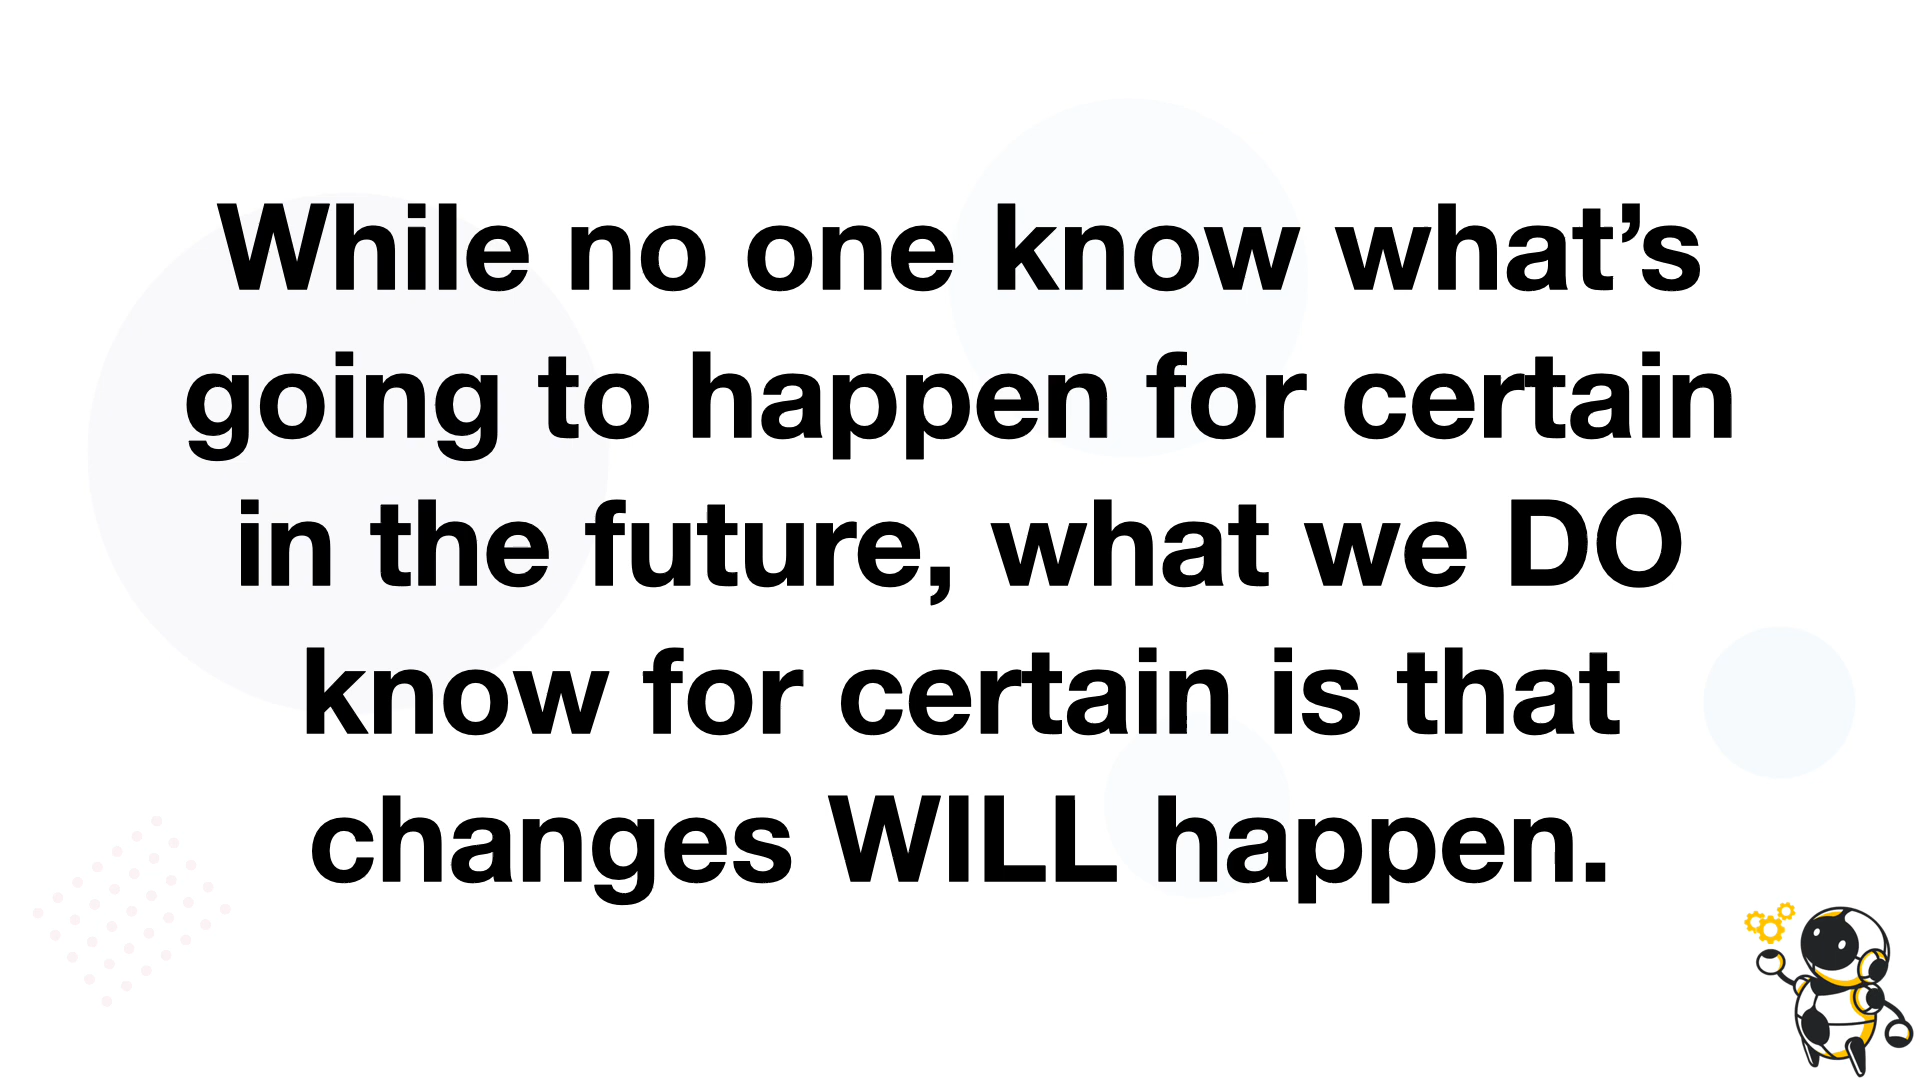 While no one know what’s
going to happen for certain
in the future, what we DO
know for certain is that
changes WILL happen.